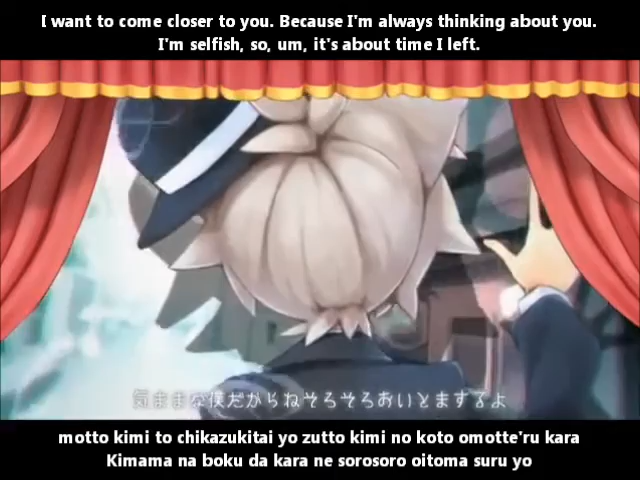 I want to come closer to you. Because I'm always thinking about you.
I'm selfish, so, um, it's about time I left.
気ままな僕だからねそろそろおいとまするよ
motto kimi to chikazukitai yo zutto kimi no koto omotte'ru kara
Kimama na boku da kara ne sorosoro oitoma suru yo